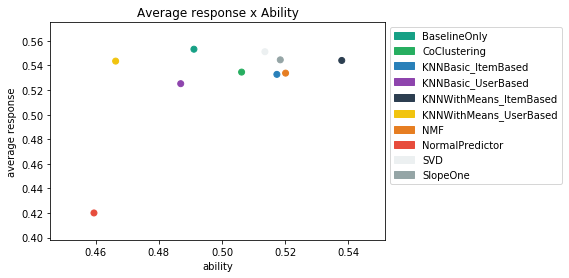 Average response x Ability
average response
0.56
0.54
0.52
0.50
0.48
0.46
0.44
0.42
0.40
0.46
0.48
0.50
0.52
0.54
ability
BaselineOnly
CoClustering
KNNBasic_ItemBased
KNNBasic_UserBased
KNNWithMeans_ItemBased
KNNWithMeans_UserBased
NMF
NormalPredictor
SVD
SlopeOne